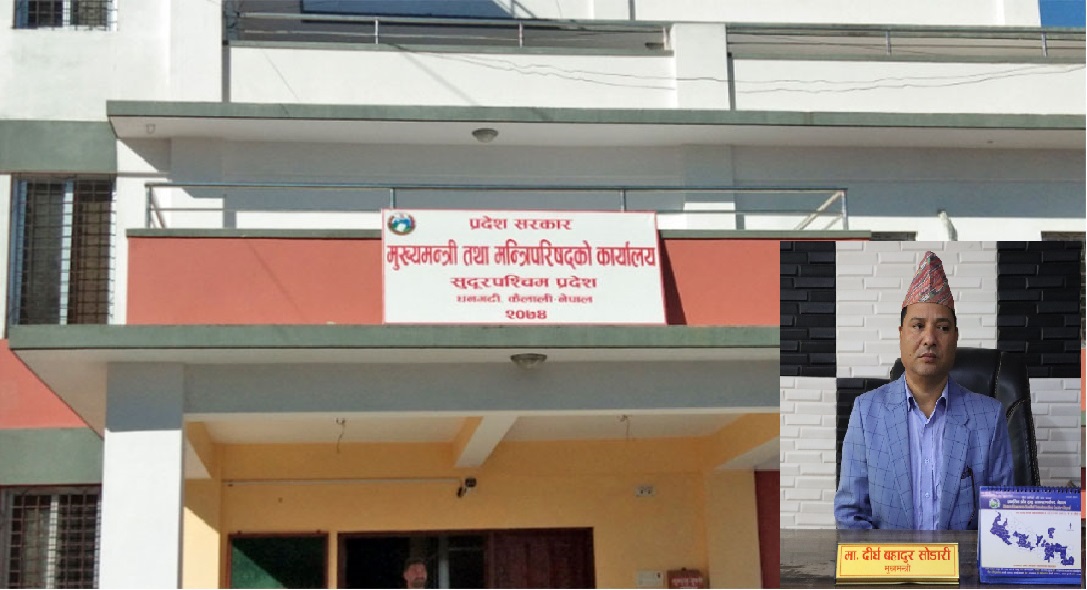 प्रदेश सरकार
मुख्यमन्त्री तथा मन्त्रिपरिषद्को कार्यालय
सुदूरपश्चिम प्रदेश
धनगढी, कैलाली नेपाल
२०७४
मा. दीर्घ बहादुर सोडारी
मुख्यमन्त्री